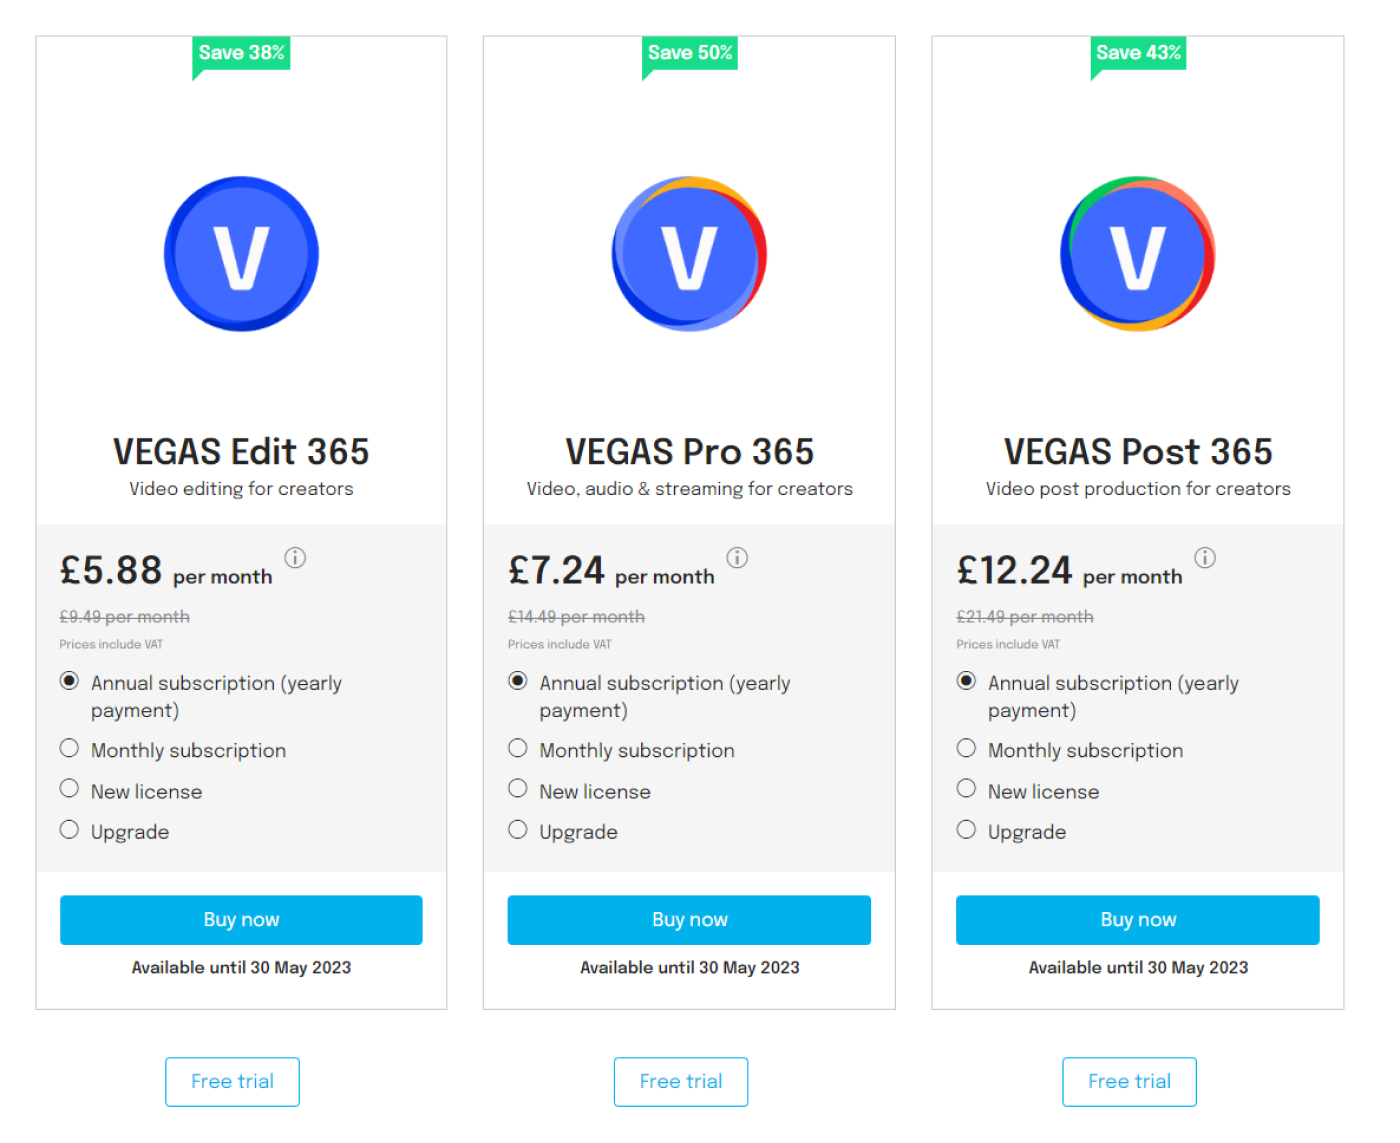 Save 38%
V
VEGAS Edit 365
Video editing for creators
£5.88 per month
£9.49 per month
Prices include VAT
Annual subscription (yearly
payment)
Monthly subscription
New license
Upgrade
Buy now
Available until 30 May 2023
Free trial
Save 50%
V
VEGAS Pro 365
Video, audio & streaming for creators
£7.24 per month
£14.49 per month
Prices include VAT
Annual subscription (yearly
payment)
Monthly subscription
New license
Upgrade
Buy now
Available until 30 May 2023
Free trial
Save 43%
V
VEGAS Post 365
Video post production for creators
£12.24 per month
£21.49 per month
Prices include VAT
Annual subscription (yearly
payment)
Monthly subscription
New license
Upgrade
Buy now
Available until 30 May 2023
Free trial